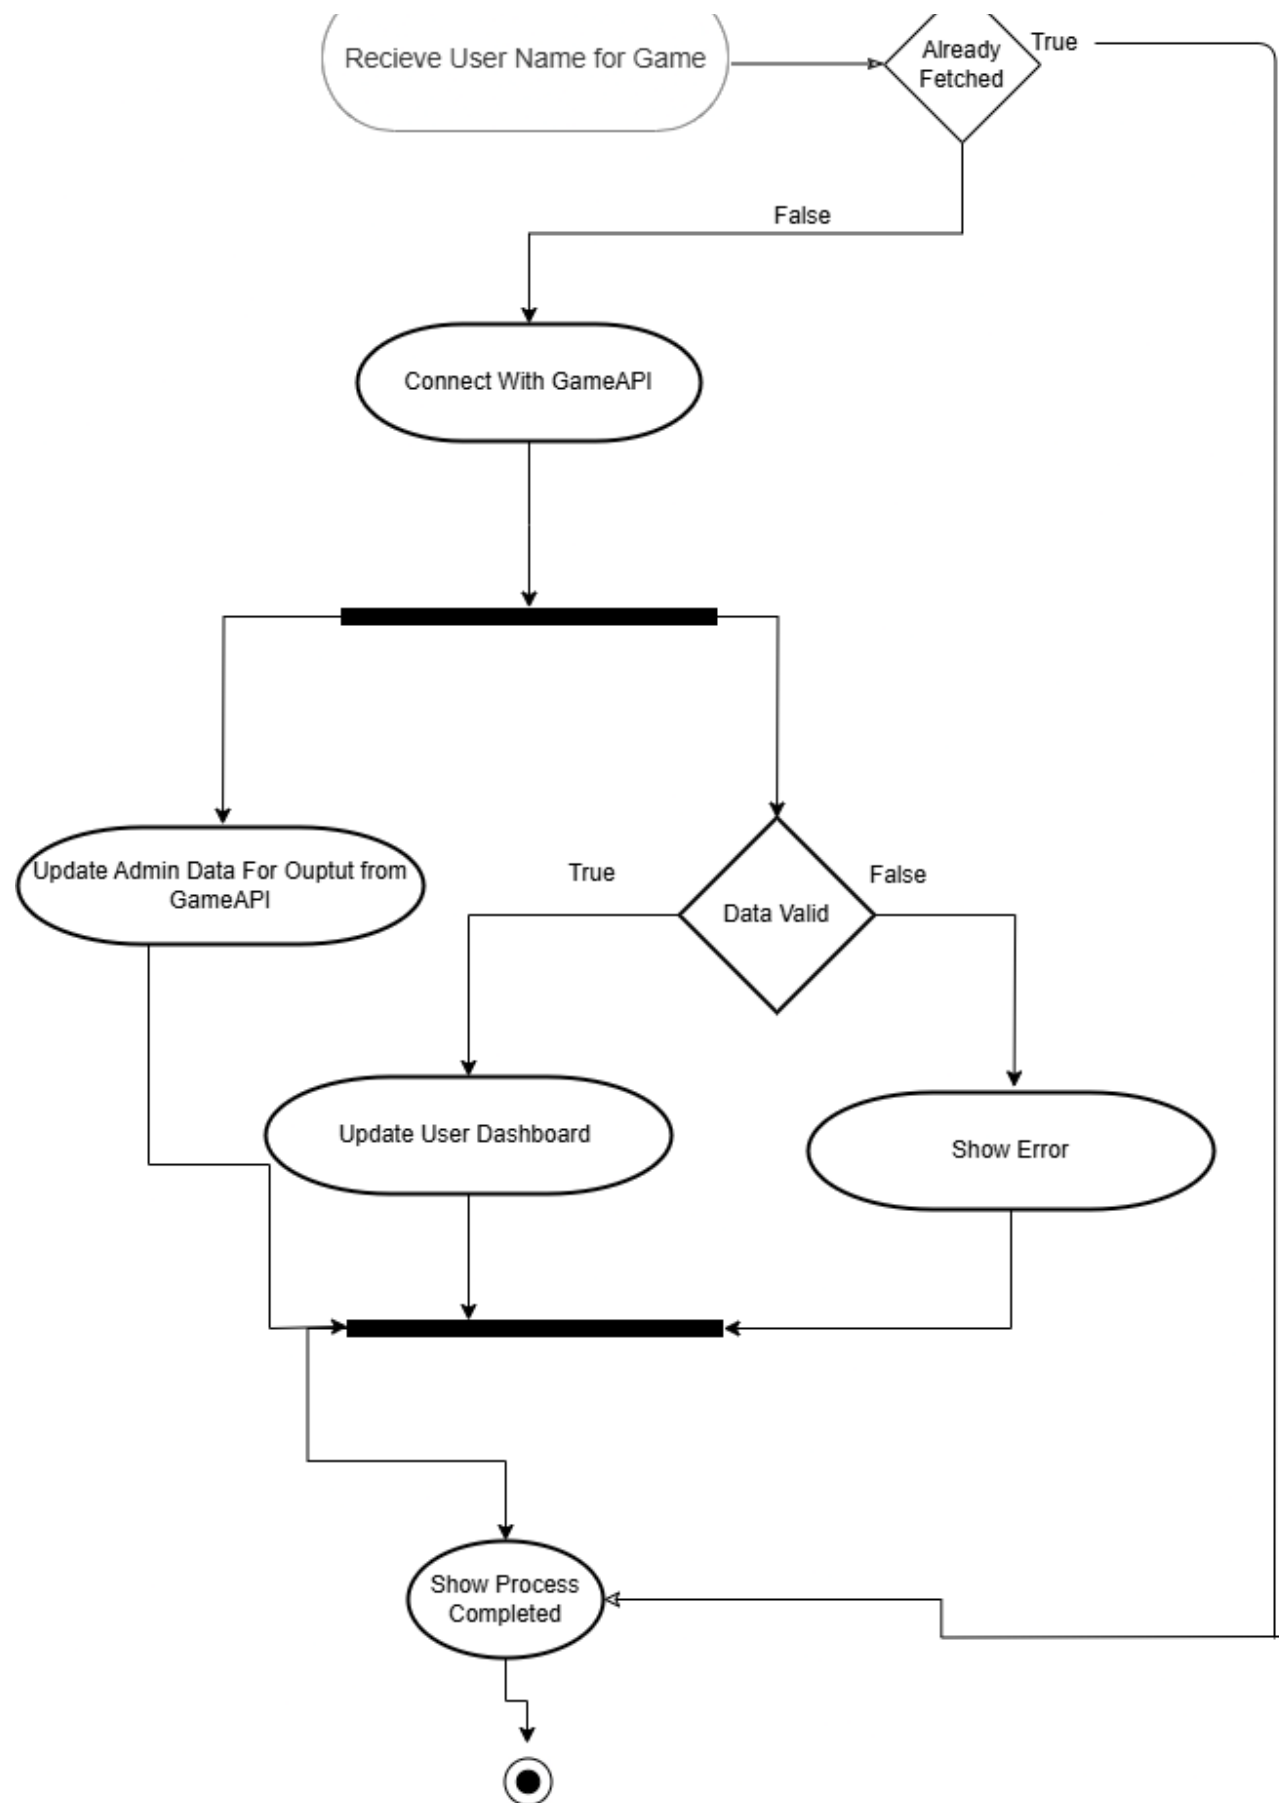 Recieve User Name for Game
Already
Fetched
True
False
Connect With GameAPI
Update Admin Data For Ouptut from
GameAPI
True
Data Valid
False
Update User Dashboard
Show Error
Show Process
Completed